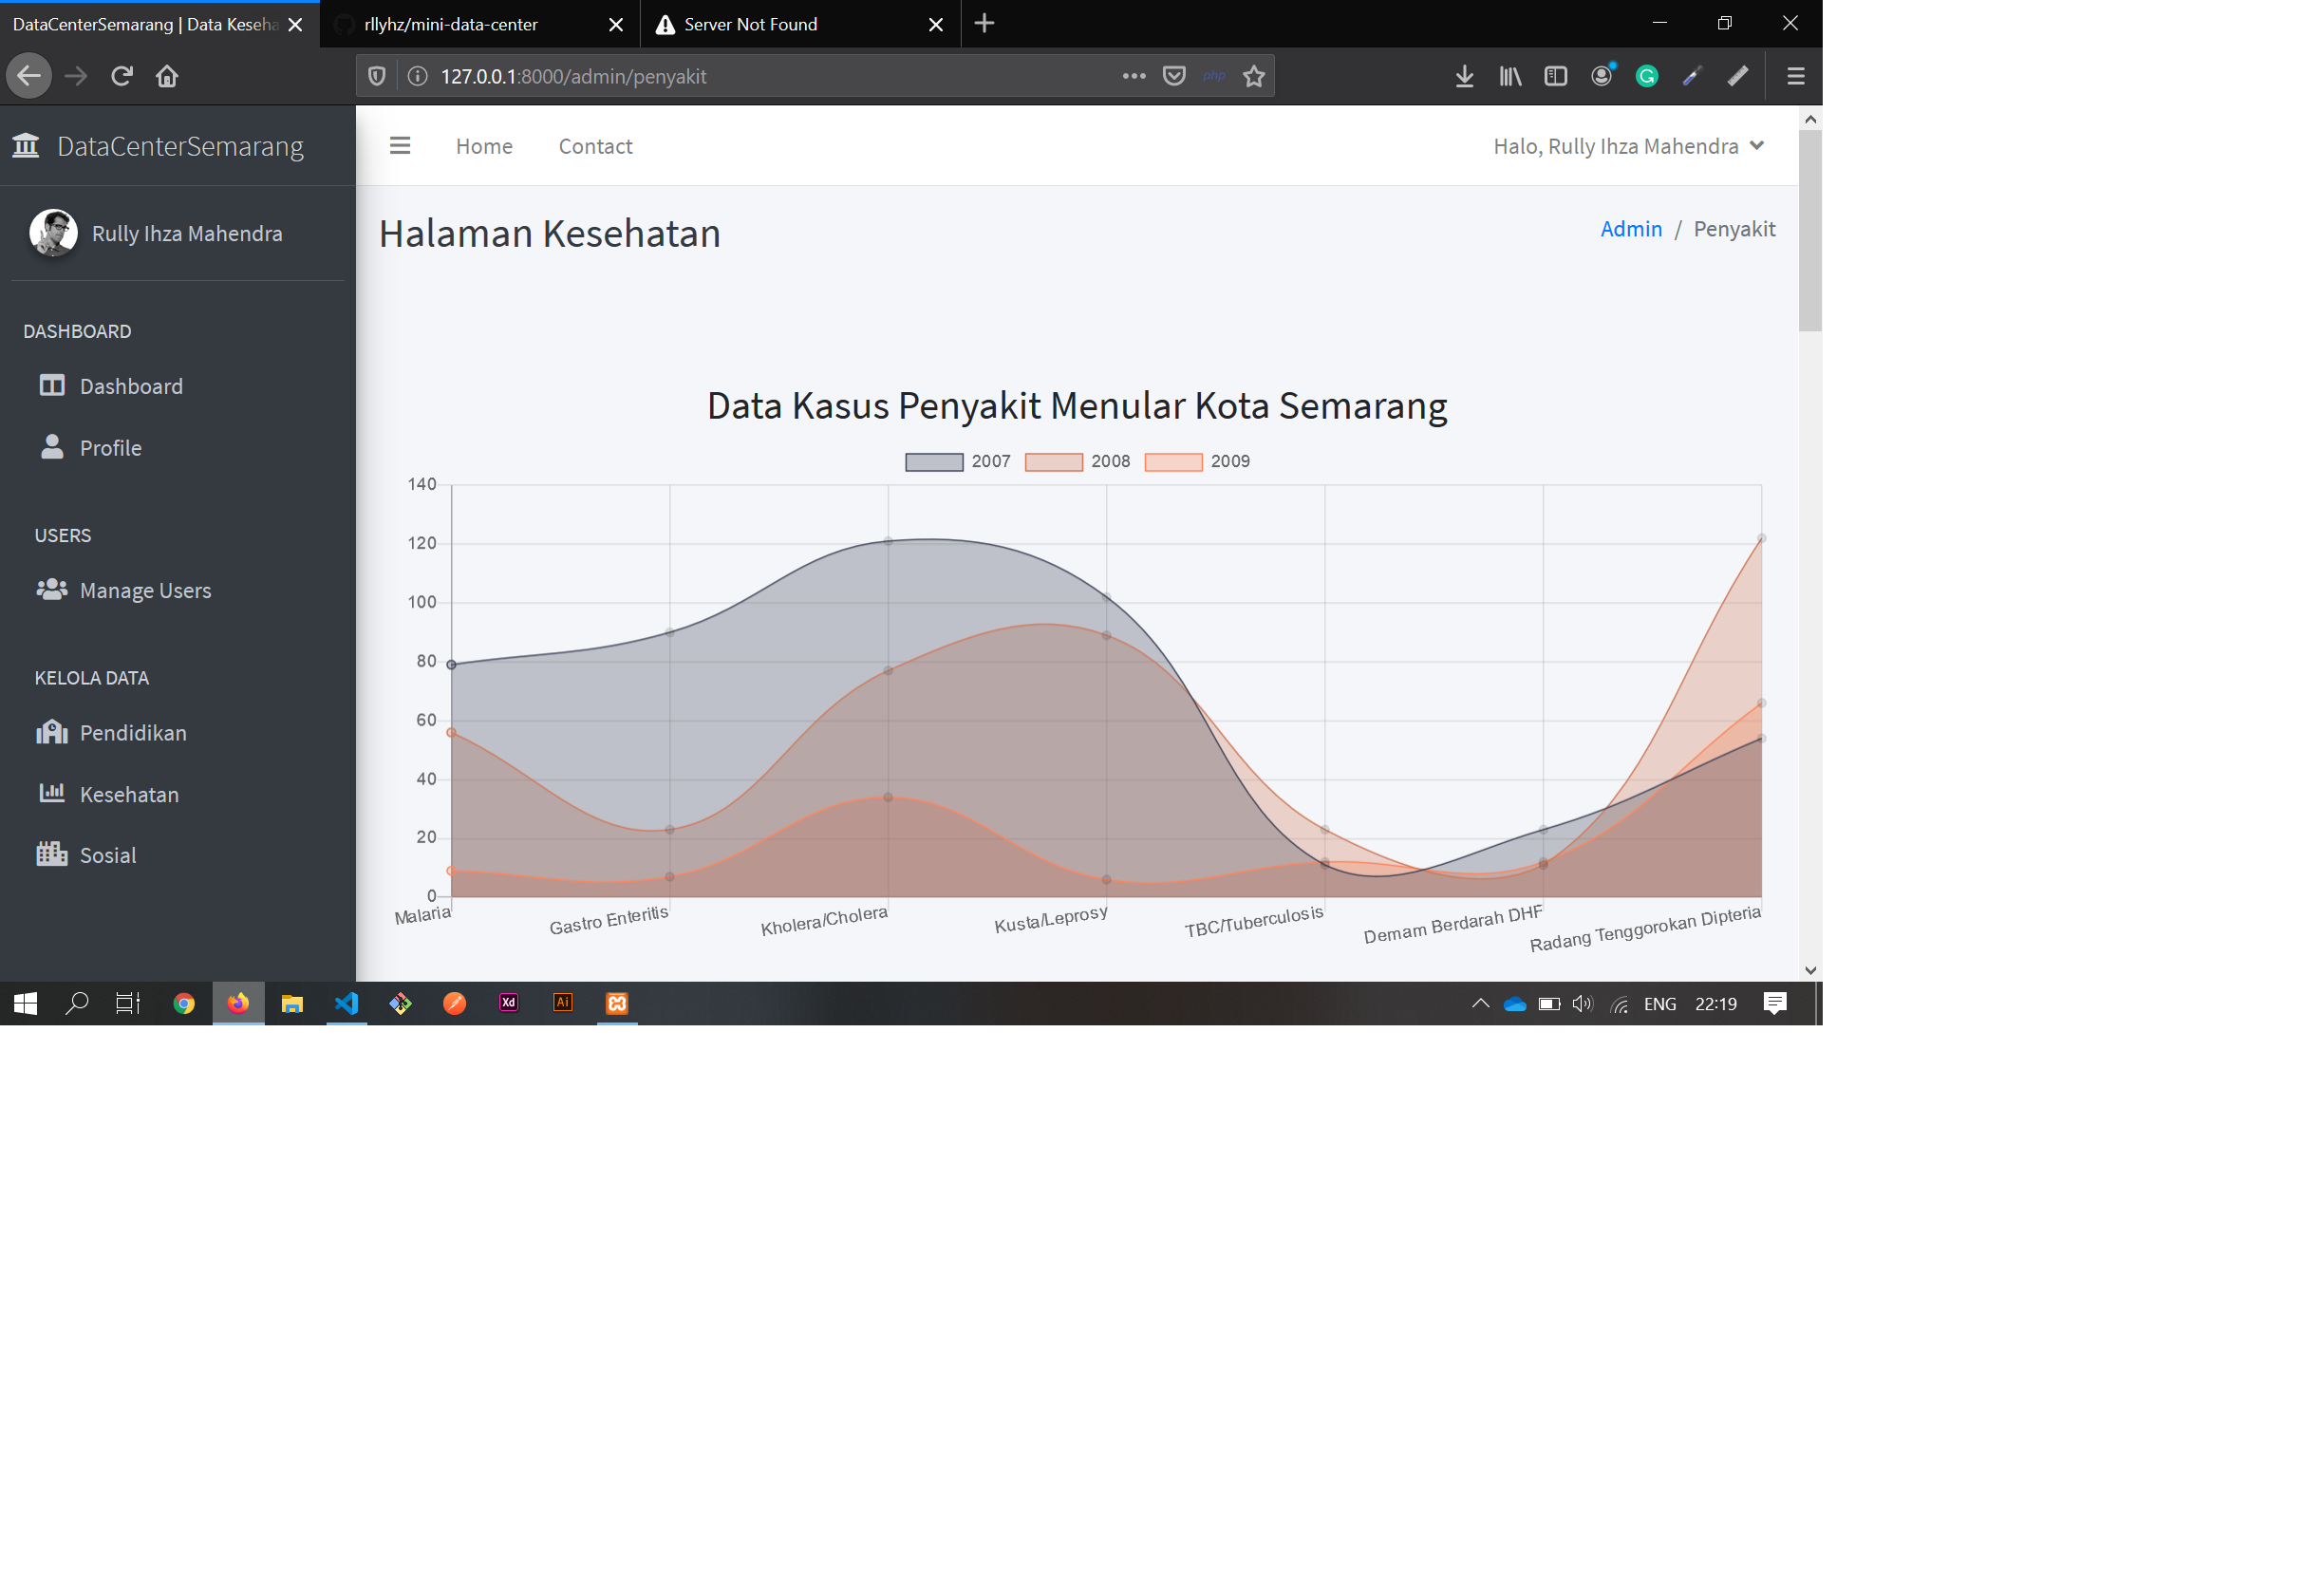 DataCenterSemarang | Data Keseha
rllyhz/mini-data-center
Server Not Found
127.0.0.1:8000/admin/penyakit
php
DataCenterSemarang
Home
Contact
Halo, Rully Ihza Mahendra
Rully Ihza Mahendra
Halaman Kesehatan
Admin / Penyakit
DASHBOARD
Dashboard
Profile
USERS
Manage Users
KELOLA DATA
Pendidikan
Kesehatan
Sosial
Data Kasus Penyakit Menular Kota Semarang
2007 2008 2009
140
120
100
80
60
40
20
0
Malaria
Gastro Enteritis
Kholera/Cholera
Kusta/Leprosy
TBC/Tuberculosis
Demam Berdarah DHF
Radang Tenggorokan Dipteria
Xd
Ai
ENG
22:19